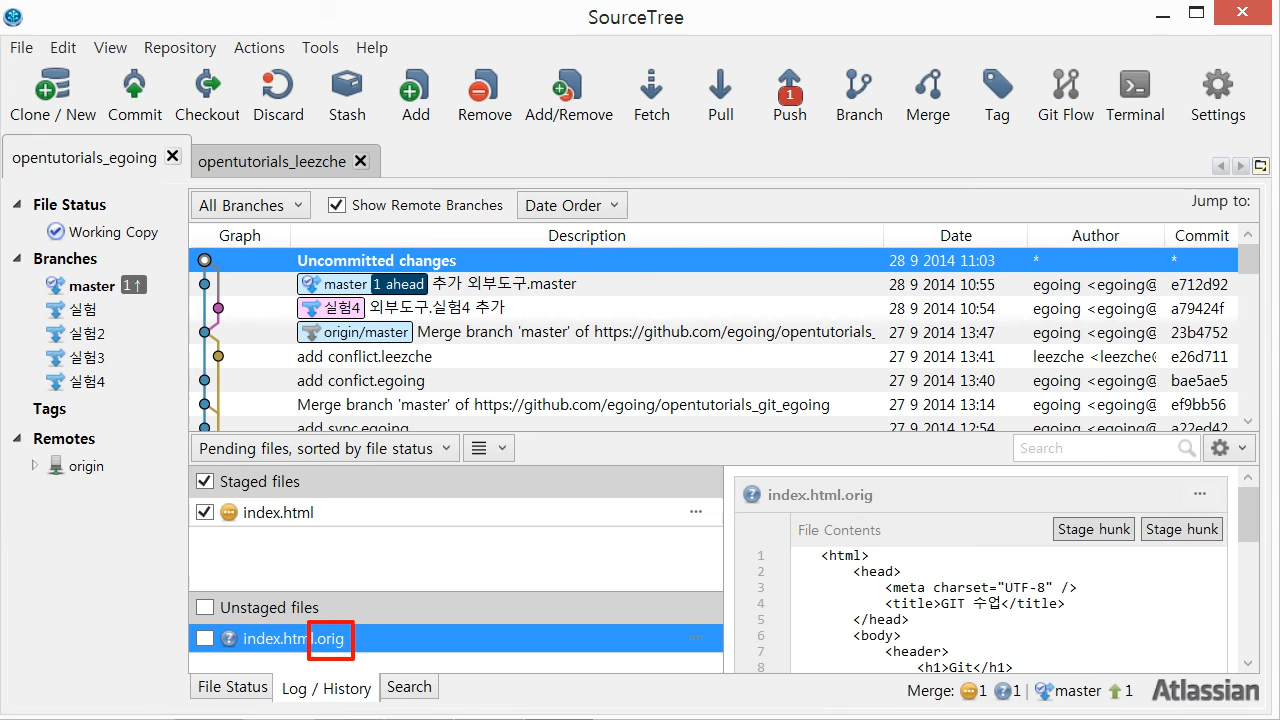 SourceTree
File Edit View Repository Actions Tools Help
Clone / New Commit Checkout Discard Stash Add Remove Add/Remove Fetch Pull 1 Push Branch Merge Tag Git Flow Terminal Settings
opentutorials_egoing opentutorials_leezche
File Status
Working Copy
Branches
master 1↑
실험
실험2
실험3
실험4
Tags
Remotes
origin
All Branches Show Remote Branches Date Order Jump to:
Graph Description Date Author Commit
Uncommitted changes 28 9 2014 11:03 * *
master 1 ahead 추가 외부도구.master 28 9 2014 10:55 egoing <egoing@ e712d92
실험4 외부도구.실험4 추가 28 9 2014 10:54 egoing <egoing@ a79424f
origin/master Merge branch 'master' of https://github.com/egoing/opentutorials_ 27 9 2014 13:47 egoing <egoing@ 23b4752
add conflict.leezche 27 9 2014 13:41 leezche <leezche@ e26d711
add confict.egoing 27 9 2014 13:40 egoing <egoing@ bae5ae5
Merge branch 'master' of https://github.com/egoing/opentutorials_git_egoing 27 9 2014 13:14 egoing <egoing@ ef9bb56
add sync.egoing 27 9 2014 12:54 egoing <egoing@ a22ed42
Pending files, sorted by file status Search
Staged files
index.html ...
Unstaged files
index.html.orig ...
index.html.orig ...
File Contents Stage hunk Stage hunk
1 <html>
2 <head>
3 <meta charset="UTF-8" />
4 <title>GIT 수업</title>
5 </head>
6 <body>
7 <header>
8 <h1>Git</h1>
File Status Log / History Search
Merge: 1 1 | master 1 Atlassian